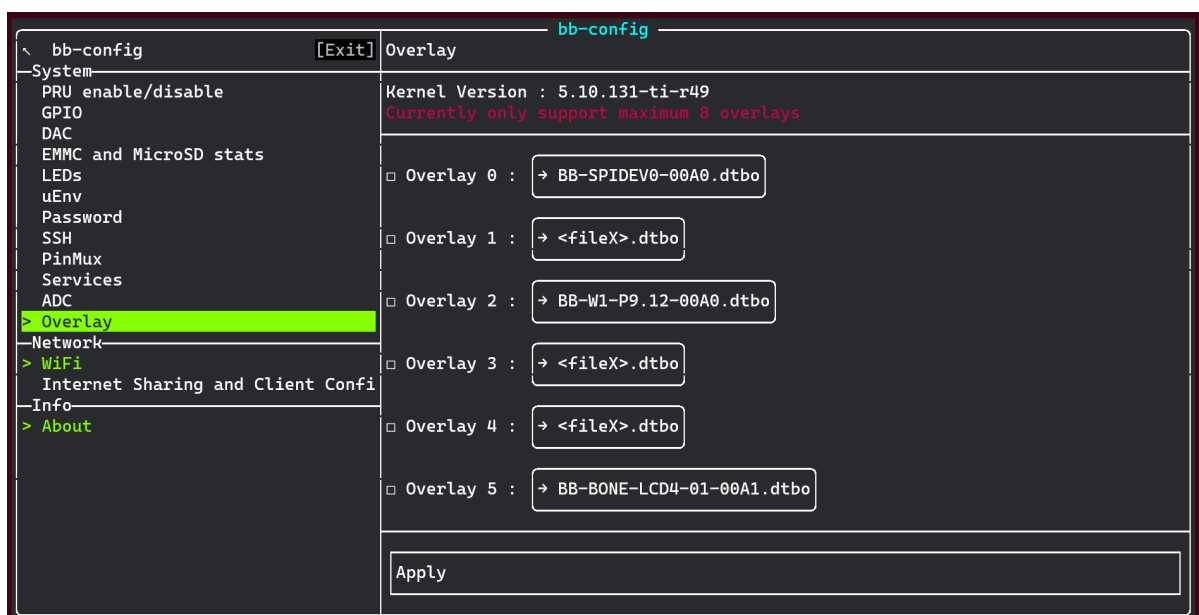 bb-config
↖ bb-config [Exit]
System
PRU enable/disable
GPIO
DAC
EMMC and MicroSD stats
LEDs
uEnv
Password
SSH
PinMux
Services
ADC
> Overlay
Network
> WiFi
Internet Sharing and Client Confi
Info
> About
Overlay
Kernel Version : 5.10.131-ti-r49
Currently only support maximum 8 overlays
□ Overlay 0 : → BB-SPIDEV0-00A0.dtbo
□ Overlay 1 : → <fileX>.dtbo
□ Overlay 2 : → BB-W1-P9.12-00A0.dtbo
□ Overlay 3 : → <fileX>.dtbo
□ Overlay 4 : → <fileX>.dtbo
□ Overlay 5 : → BB-BONE-LCD4-01-00A1.dtbo
Apply